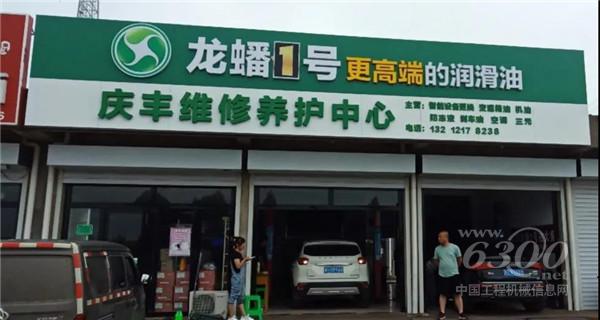 龙蟠1号 更高端的润滑油
庆丰维修养护中心
主营：智能设备更换 变速箱油 机油
防冻液 刹车油 空调 三元
电话：132 1217 8238
www.6300.net
中国工程机械信息网